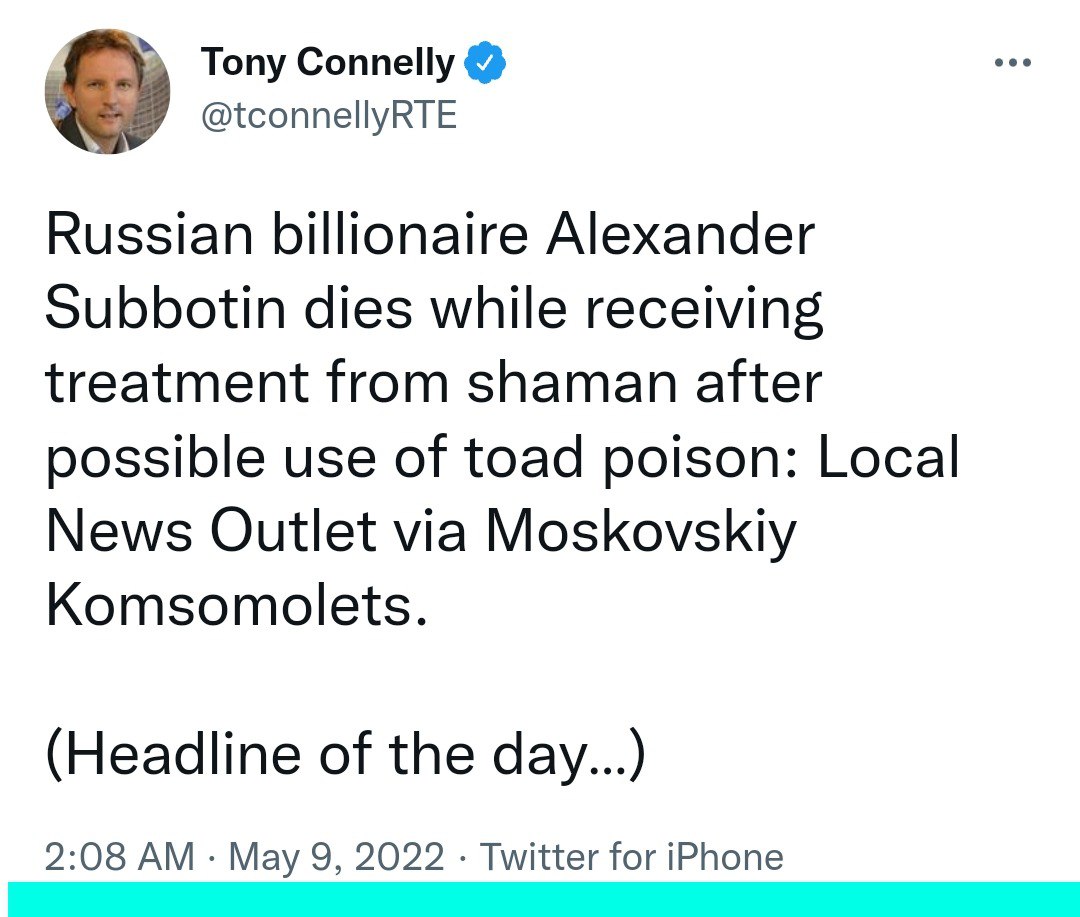 Tony Connelly
@tconnellyRTE
Russian billionaire Alexander
Subbotin dies while receiving
treatment from shaman after
possible use of toad poison: Local
News Outlet via Moskovskiy
Komsomolets.
(Headline of the day...)
2:08 AM · May 9, 2022 · Twitter for iPhone